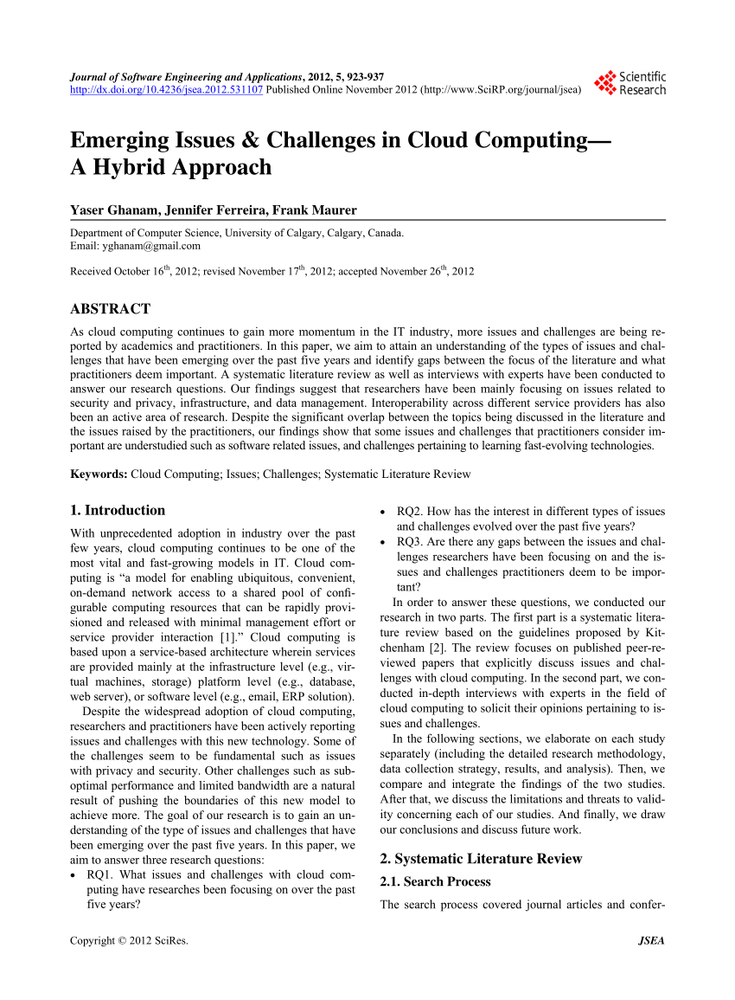 Journal of Software Engineering and Applications, 2012, 5, 923-937
http://dx.doi.org/10.4236/jsea.2012.531107 Published Online November 2012 (http://www.SciRP.org/journal/jsea)
Scientific
Research
Emerging Issues & Challenges in Cloud Computing—
A Hybrid Approach
Yaser Ghanam, Jennifer Ferreira, Frank Maurer
Department of Computer Science, University of Calgary, Calgary, Canada.
Email: yghanam@gmail.com
Received October 16th, 2012; revised November 17th, 2012; accepted November 26th, 2012
ABSTRACT
As cloud computing continues to gain more momentum in the IT industry, more issues and challenges are being re-
ported by academics and practitioners. In this paper, we aim to attain an understanding of the types of issues and chal-
lenges that have been emerging over the past five years and identify gaps between the focus of the literature and what
practitioners deem important. A systematic literature review as well as interviews with experts have been conducted to
answer our research questions. Our findings suggest that researchers have been mainly focusing on issues related to
security and privacy, infrastructure, and data management. Interoperability across different service providers has also
been an active area of research. Despite the significant overlap between the topics being discussed in the literature and
the issues raised by the practitioners, our findings show that some issues and challenges that practitioners consider im-
portant are understudied such as software related issues, and challenges pertaining to learning fast-evolving technologies.
Keywords: Cloud Computing; Issues; Challenges; Systematic Literature Review
1. Introduction
With unprecedented adoption in industry over the past
few years, cloud computing continues to be one of the
most vital and fast-growing models in IT. Cloud com-
puting is “a model for enabling ubiquitous, convenient,
on-demand network access to a shared pool of confi-
gurable computing resources that can be rapidly provi-
sioned and released with minimal management effort or
service provider interaction [1].” Cloud computing is
based upon a service-based architecture wherein services
are provided mainly at the infrastructure level (e.g., vir-
tual machines, storage) platform level (e.g., database,
web server), or software level (e.g., email, ERP solution).
Despite the widespread adoption of cloud computing,
researchers and practitioners have been actively reporting
issues and challenges with this new technology. Some of
the challenges seem to be fundamental such as issues
with privacy and security. Other challenges such as sub-
optimal performance and limited bandwidth are a natural
result of pushing the boundaries of this new model to
achieve more. The goal of our research is to gain an un-
derstanding of the type of issues and challenges that have
been emerging over the past five years. In this paper, we
aim to answer three research questions:
• RQ1. What issues and challenges with cloud com-
puting have researches been focusing on over the past
five years?
• RQ2. How has the interest in different types of issues
and challenges evolved over the past five years?
• RQ3. Are there any gaps between the issues and chal-
lenges researchers have been focusing on and the is-
sues and challenges practitioners deem to be impor-
tant?
In order to answer these questions, we conducted our
research in two parts. The first part is a systematic litera-
ture review based on the guidelines proposed by Kit-
chenham [2]. The review focuses on published peer-re-
viewed papers that explicitly discuss issues and chal-
lenges with cloud computing. In the second part, we con-
ducted in-depth interviews with experts in the field of
cloud computing to solicit their opinions pertaining to is-
sues and challenges.
In the following sections, we elaborate on each study
separately (including the detailed research methodology,
data collection strategy, results, and analysis). Then, we
compare and integrate the findings of the two studies.
After that, we discuss the limitations and threats to valid-
ity concerning each of our studies. And finally, we draw
our conclusions and discuss future work.
2. Systematic Literature Review
2.1. Search Process
The search process covered journal articles and confer-
Copyright © 2012 SciRes.
JSEA